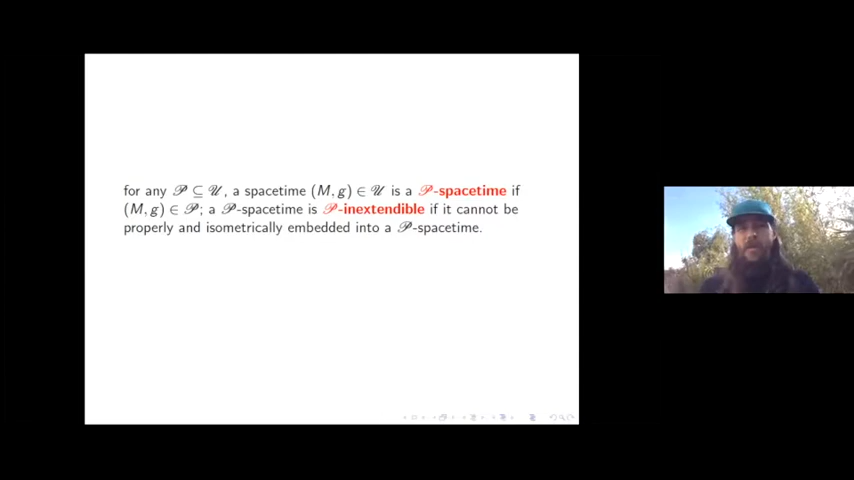 for any 𝒫 ⊆ 𝒰, a spacetime (M, g) ∈ 𝒰 is a 𝒫-spacetime if
(M, g) ∈ 𝒫; a 𝒫-spacetime is 𝒫-inextendible if it cannot be
properly and isometrically embedded into a 𝒫-spacetime.